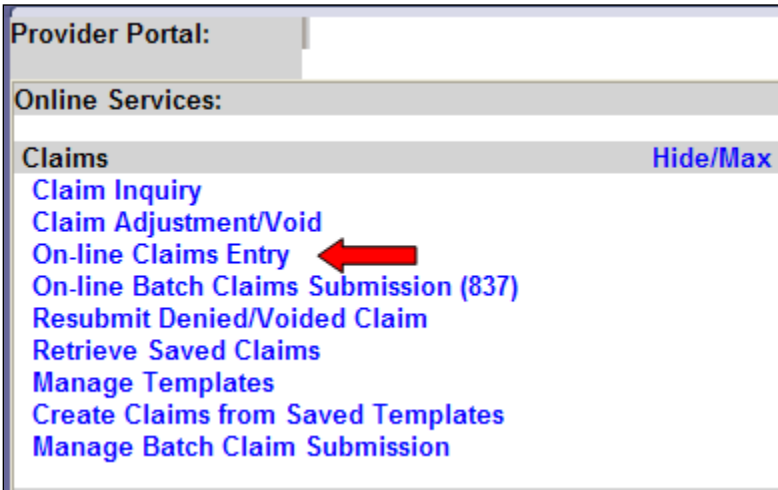 Provider Portal:
Online Services:
Claims Hide/Max
Claim Inquiry
Claim Adjustment/Void
On-line Claims Entry
On-line Batch Claims Submission (837)
Resubmit Denied/Voided Claim
Retrieve Saved Claims
Manage Templates
Create Claims from Saved Templates
Manage Batch Claim Submission